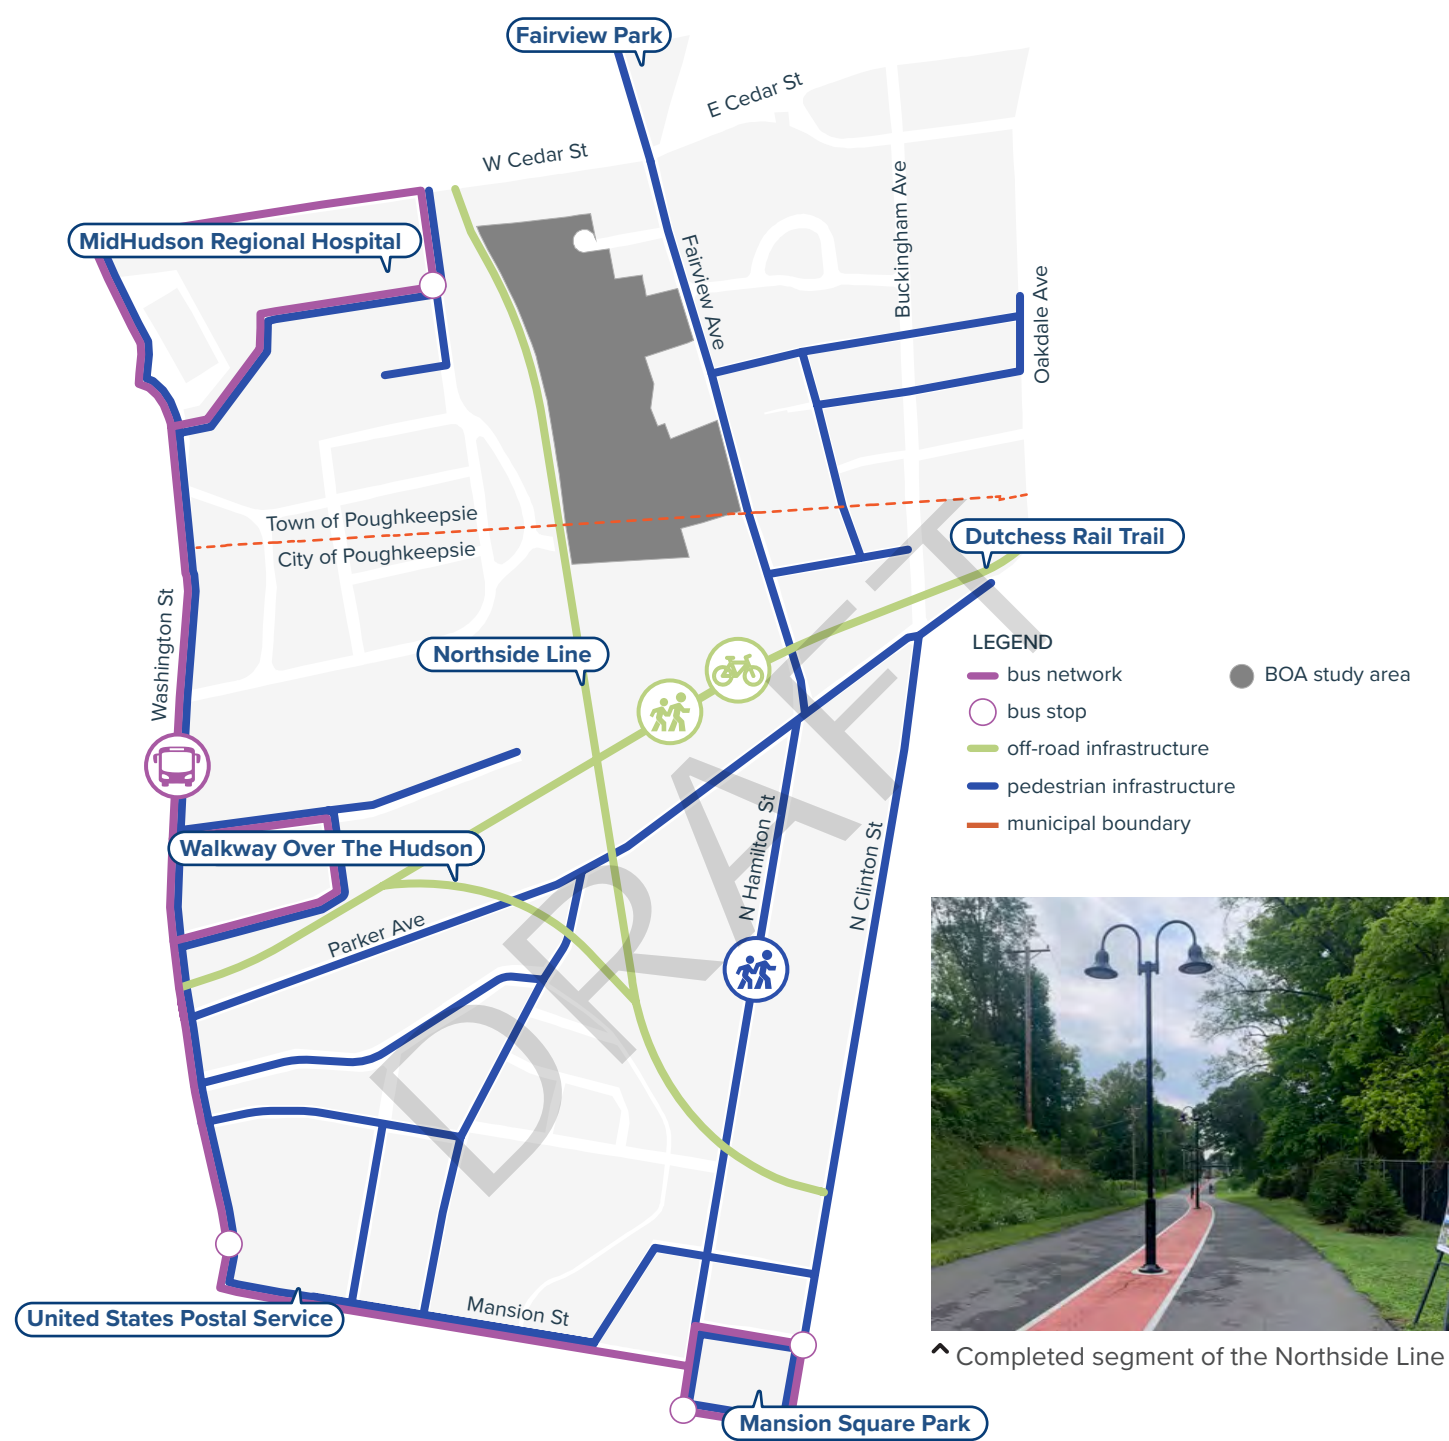 Fairview Park
E Cedar St
W Cedar St
MidHudson Regional Hospital
Fairview Ave
Buckingham Ave
Oakdale Ave
Town of Poughkeepsie
City of Poughkeepsie
Dutchess Rail Trail
Washington St
Northside Line
LEGEND
bus network
BOA study area
bus stop
off-road infrastructure
pedestrian infrastructure
municipal boundary
Walkway Over The Hudson
Parker Ave
N Hamilton St
N Clinton St
DRAFT
United States Postal Service
Mansion St
Mansion Square Park
^ Completed segment of the Northside Line